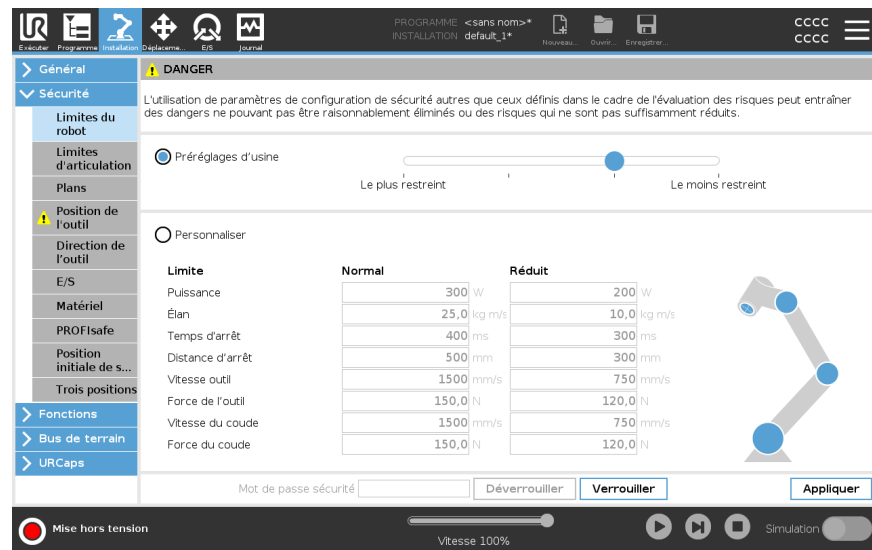 PROGRAMME <sans nom>*
INSTALLATION default_1*
CCCC
CCCC
UR
Exécuter Programme Installation Déplaceme... E/S Journal
Nouveau... Ouvrir... Enregistrer...
Général
DANGER
Sécurité
L'utilisation de paramètres de configuration de sécurité autres que ceux définis dans le cadre de l'évaluation des risques peut entraîner
des dangers ne pouvant pas être raisonnablement éliminés ou des risques qui ne sont pas suffisamment réduits.
Limites du
robot
Limites
d'articulation
Plans
Position de
l'outil
Direction de
l'outil
E/S
Matériel
PROFIsafe
Position
initiale de s...
Trois positions
Fonctions
Bus de terrain
URCaps
Préréglages d'usine
Le plus restreint Le moins restreint
Personnaliser
Limite Normal Réduit
Puissance 300 W 200 W
Élan 25,0 kg m/s 10,0 kg m/s
Temps d'arrêt 400 ms 300 ms
Distance d'arrêt 500 mm 300 mm
Vitesse outil 1500 mm/s 750 mm/s
Force de l'outil 150,0 N 120,0 N
Vitesse du coude 1500 mm/s 750 mm/s
Force du coude 150,0 N 120,0 N
Mot de passe sécurité Déverrouiller Verrouiller Appliquer
Mise hors tension
Vitesse 100%
Simulation